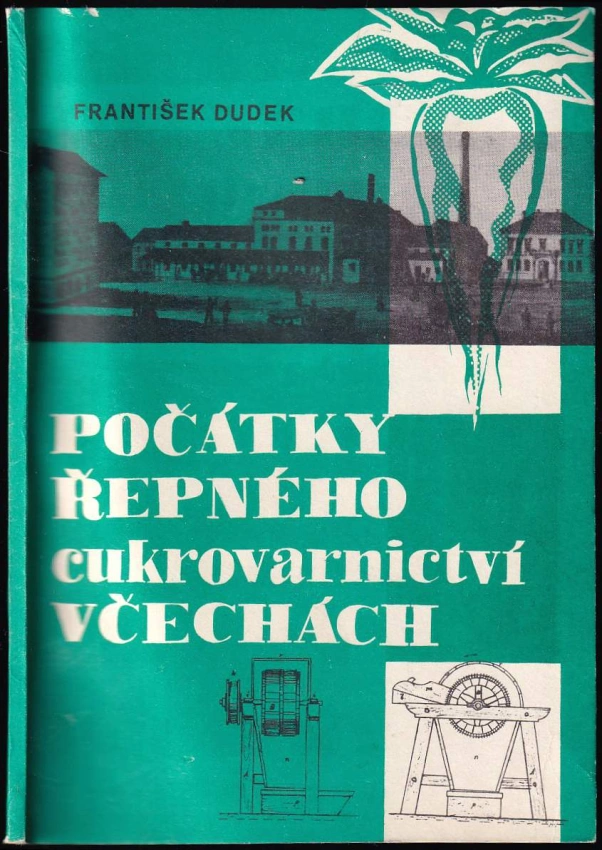 FRANTIŠEK DUDEK
POČÁTKY
ŘEPNÉHO
cukrovarnictví
V ČECHÁCH